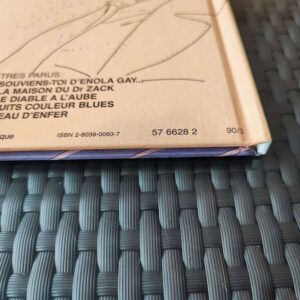 TRES PARUS:
SOUVIENS-TOI D'ENOLA GAY...
LA MAISON DU Dr ZACK
E DIABLE A L'AUBE
UITS COULEUR BLUES
EAU D'ENFER
que ISBN 2-8039-0063-7 57 6628 2 90/3